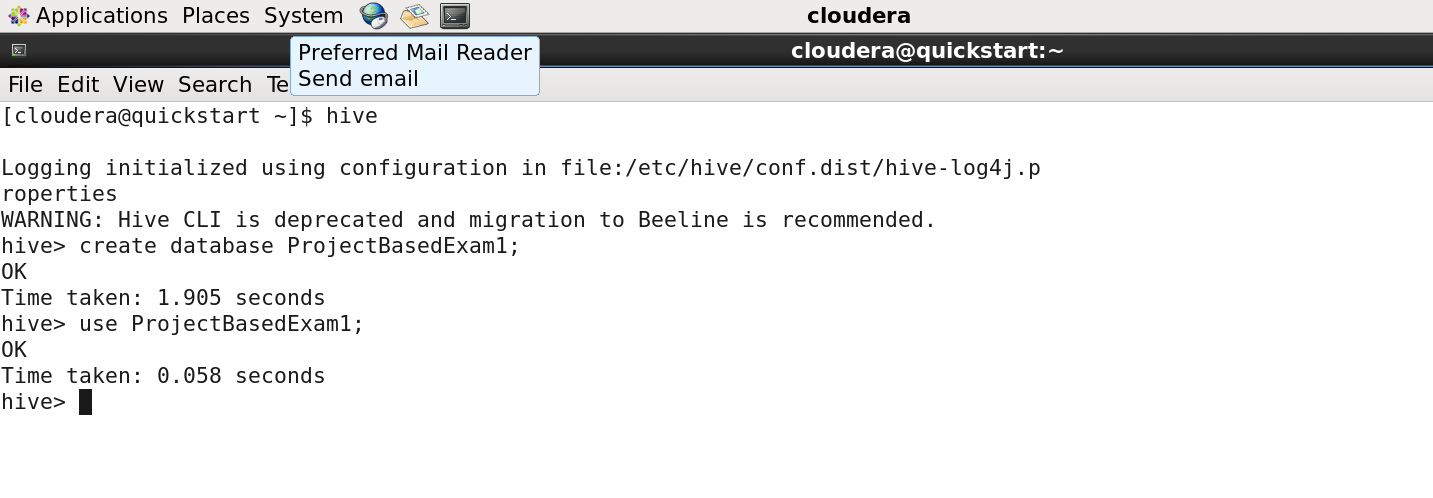 Applications Places System
cloudera
cloudera@quickstart:~
Preferred Mail Reader
Send email
File Edit View Search Te
[cloudera@quickstart ~]$ hive
Logging initialized using configuration in file:/etc/hive/conf.dist/hive-log4j.p
roperties
WARNING: Hive CLI is deprecated and migration to Beeline is recommended.
hive> create database ProjectBasedExam1;
OK
Time taken: 1.905 seconds
hive> use ProjectBasedExam1;
OK
Time taken: 0.058 seconds
hive>